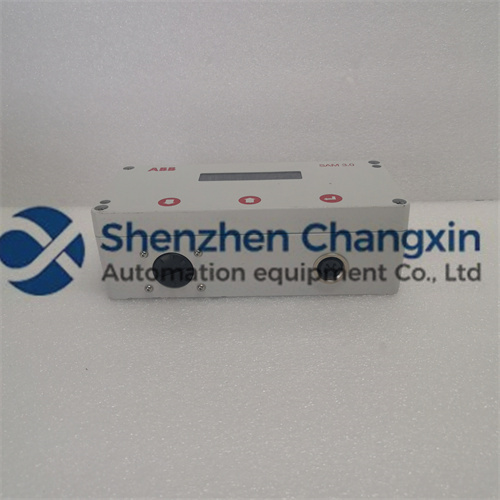 ABB SAM 3.0
Shenzhen Changxin
Automation equipment Co., Ltd